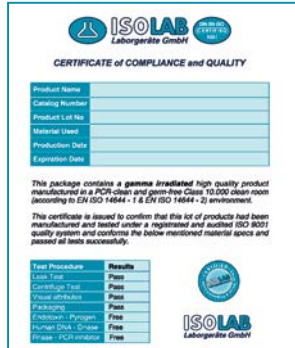 ISOLAB
Laborgeräte GmbH
DIN EN ISO
CERTIFIED
9001
CERTIFICATE of COMPLIANCE and QUALITY
Product Name
Catalog Number
Product Lot No
Material Used
Production Date
Expiration Date
This package contains a gamma irradiated high quality product
manufactured in a PCR-clean and germ-free Class 10.000 clean room
(according to EN ISO 14644 - 1 & EN ISO 14644 - 2) environment.
This certificate is issued to confirm that this lot of products had been
manufactured and tested under a registered and audited ISO 9001
quality system and conforms the below mentioned material specs and
passed all tests successfully.
Test Procedure Results
Leak Test Pass
Centrifuge Test Pass
Visual attributes Pass
Packaging Pass
Endotoxin - Pyrogen Free
Human DNA - Dnase Free
Rnase - PCR inhibitor Free
CERTIFIED
ISOLAB
Laborgeräte GmbH